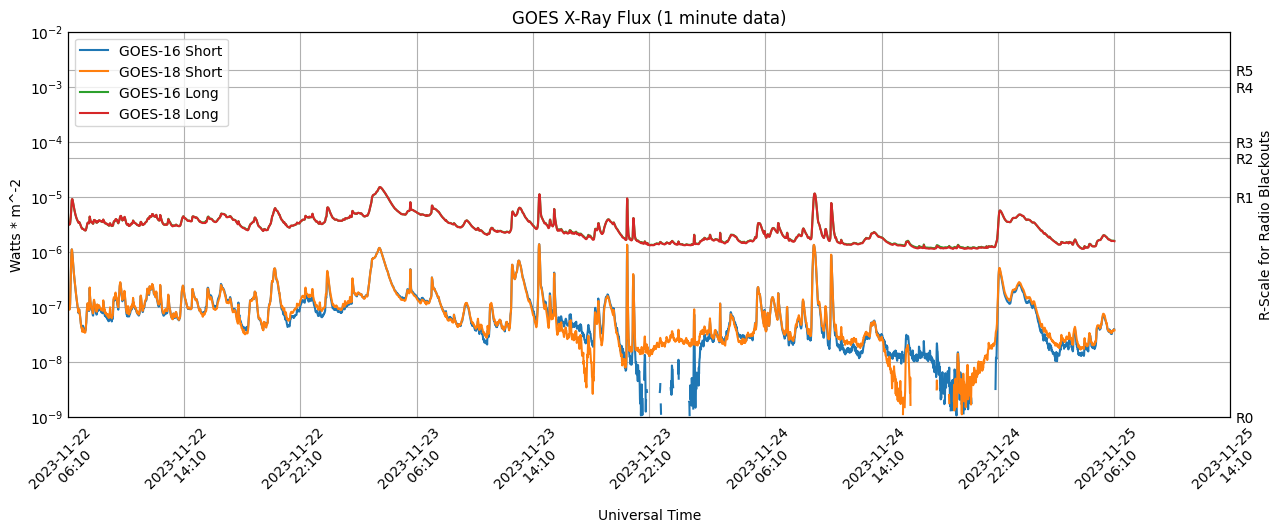 GOES X-Ray Flux (1 minute data)
GOES-16 Short
GOES-18 Short
GOES-16 Long
GOES-18 Long
Watts * m^-2
10⁻²
10⁻³
10⁻⁴
10⁻⁵
10⁻⁶
10⁻⁷
10⁻⁸
10⁻⁹
R5
R4
R3
R2
R1
R0
R-Scale for Radio Blackouts
2023-11-22
06:10
2023-11-22
14:10
2023-11-22
22:10
2023-11-23
06:10
2023-11-23
14:10
2023-11-23
22:10
2023-11-24
06:10
2023-11-24
14:10
2023-11-24
22:10
2023-11-25
06:10
2023-11-25
14:10
Universal Time